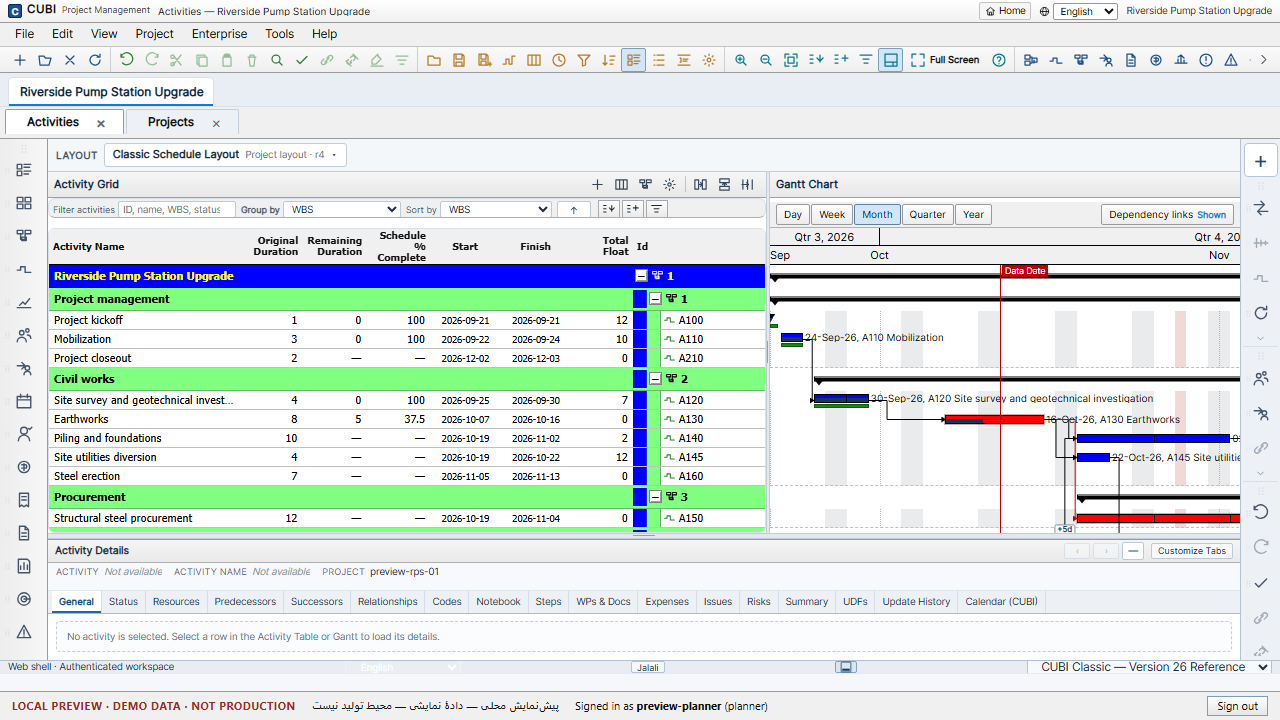 CUBI Project Management Activities — Riverside Pump Station Upgrade Home English Riverside Pump Station Upgrade
File Edit View Project Enterprise Tools Help
Full Screen
Riverside Pump Station Upgrade
Activities × Projects ×
LAYOUT Classic Schedule Layout Project layout · r4
Activity Grid
Filter activities ID, name, WBS, status Group by WBS Sort by WBS
Activity Name Original Duration Remaining Duration Schedule % Complete Start Finish Total Float Id
Riverside Pump Station Upgrade 1
Project management 1
Project kickoff 1 0 100 2026-09-21 2026-09-21 12 A100
Mobilization 3 0 100 2026-09-22 2026-09-24 10 A110
Project closeout 2 — — 2026-12-02 2026-12-03 0 A210
Civil works 2
Site survey and geotechnical invest... 4 0 100 2026-09-25 2026-09-30 7 A120
Earthworks 8 5 37.5 2026-10-07 2026-10-16 0 A130
Piling and foundations 10 — — 2026-10-19 2026-11-02 2 A140
Site utilities diversion 4 — — 2026-10-19 2026-10-22 12 A145
Steel erection 7 — — 2026-11-05 2026-11-13 0 A160
Procurement 3
Structural steel procurement 12 — — 2026-10-19 2026-11-04 0 A150
Gantt Chart
Day Week Month Quarter Year Dependency links Shown
Qtr 3, 2026 Qtr 4, 20
Sep Oct Nov
Data Date
24-Sep-26, A110 Mobilization
30-Sep-26, A120 Site survey and geotechnical investigation
16-Oct-26, A130 Earthworks
22-Oct-26, A145 Site utilitie
+5d
Activity Details Customize Tabs
ACTIVITY Not available ACTIVITY NAME Not available PROJECT preview-rps-01
General Status Resources Predecessors Successors Relationships Codes Notebook Steps WPs & Docs Expenses Issues Risks Summary UDFs Update History Calendar (CUBI)
No activity is selected. Select a row in the Activity Table or Gantt to load its details.
Web shell · Authenticated workspace English Jalali CUBI Classic — Version 26 Reference
LOCAL PREVIEW · DEMO DATA · NOT PRODUCTION پیش‌نمایش محلی — دادهٔ نمایشی — محیط تولید نیست Signed in as preview-planner (planner) Sign out